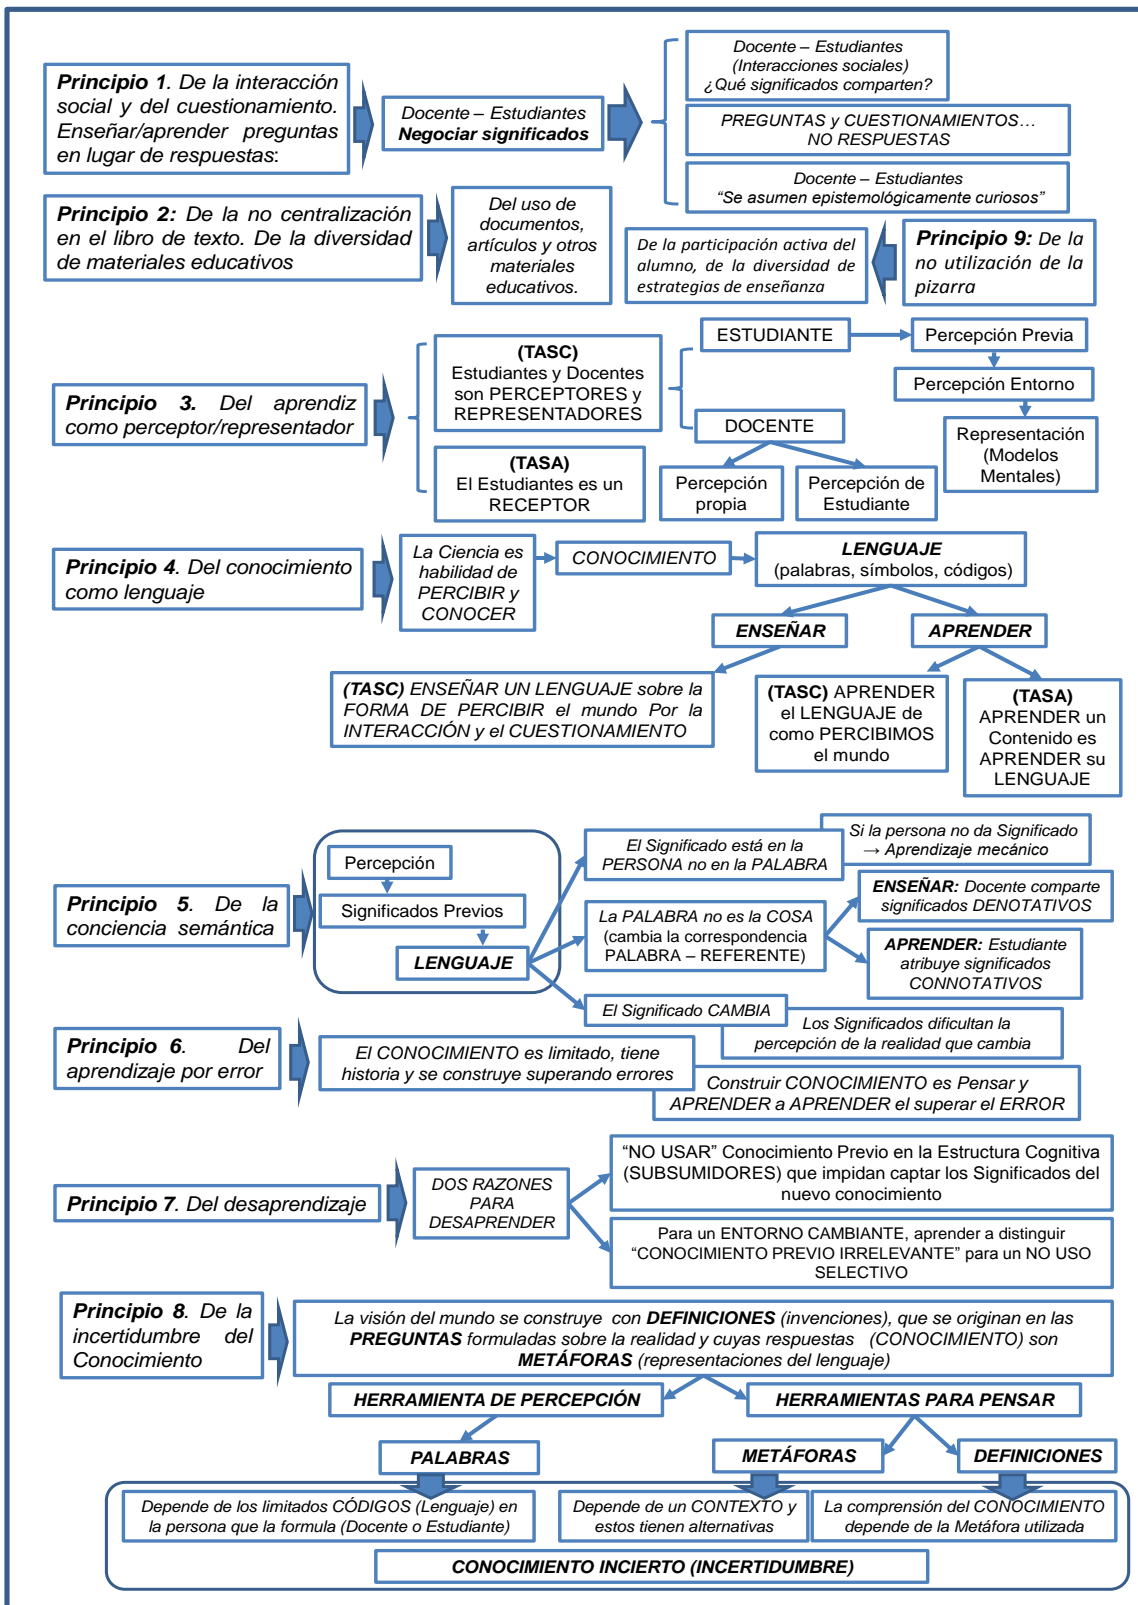 Principio 1. De la interacción
social y del cuestionamiento.
Enseñar/aprender preguntas
en lugar de respuestas:
Docente – Estudiantes
Negociar significados
Docente – Estudiantes
(Interacciones sociales)
¿Qué significados comparten?
PREGUNTAS y CUESTIONAMIENTOS…
NO RESPUESTAS
Docente – Estudiantes
“Se asumen epistemológicamente curiosos”
Principio 2: De la no centralización
en el libro de texto. De la diversidad
de materiales educativos
Del uso de
documentos,
artículos y otros
materiales
educativos.
De la participación activa del
alumno, de la diversidad de
estrategias de enseñanza
Principio 9: De la
no utilización de la
pizarra
Principio 3. Del aprendiz
como perceptor/representador
(TASC)
Estudiantes y Docentes
son PERCEPTORES y
REPRESENTADORES
(TASA)
El Estudiantes es un
RECEPTOR
ESTUDIANTE
Percepción Previa
Percepción Entorno
Representación
(Modelos
Mentales)
DOCENTE
Percepción
propia
Percepción de
Estudiante
Principio 4. Del conocimiento
como lenguaje
La Ciencia es
habilidad de
PERCIBIR y
CONOCER
CONOCIMIENTO
LENGUAJE
(palabras, símbolos, códigos)
ENSEÑAR
APRENDER
(TASC) ENSEÑAR UN LENGUAJE sobre la
FORMA DE PERCIBIR el mundo Por la
INTERACCIÓN y el CUESTIONAMIENTO
(TASC) APRENDER
el LENGUAJE de
como PERCIBIMOS
el mundo
(TASA)
APRENDER un
Contenido es
APRENDER su
LENGUAJE
Principio 5. De la
conciencia semántica
Percepción
Significados Previos
LENGUAJE
El Significado está en la
PERSONA no en la PALABRA
Si la persona no da Significado
→ Aprendizaje mecánico
La PALABRA no es la COSA
(cambia la correspondencia
PALABRA – REFERENTE)
ENSEÑAR: Docente comparte
significados DENOTATIVOS
APRENDER: Estudiante
atribuye significados
CONNOTATIVOS
El Significado CAMBIA
Los Significados dificultan la
percepción de la realidad que cambia
Principio 6. Del
aprendizaje por error
El CONOCIMIENTO es limitado, tiene
historia y se construye superando errores
Construir CONOCIMIENTO es Pensar y
APRENDER a APRENDER el superar el ERROR
Principio 7. Del desaprendizaje
DOS RAZONES
PARA
DESAPRENDER
“NO USAR” Conocimiento Previo en la Estructura Cognitiva
(SUBSUMIDORES) que impidan captar los Significados del
nuevo conocimiento
Para un ENTORNO CAMBIANTE, aprender a distinguir
“CONOCIMIENTO PREVIO IRRELEVANTE” para un NO USO
SELECTIVO
Principio 8. De la
incertidumbre del
Conocimiento
La visión del mundo se construye con DEFINICIONES (invenciones), que se originan en las
PREGUNTAS formuladas sobre la realidad y cuyas respuestas (CONOCIMIENTO) son
METÁFORAS (representaciones del lenguaje)
HERRAMIENTA DE PERCEPCIÓN
HERRAMIENTAS PARA PENSAR
PALABRAS
METÁFORAS
DEFINICIONES
Depende de los limitados CÓDIGOS (Lenguaje) en
la persona que la formula (Docente o Estudiante)
Depende de un CONTEXTO y
estos tienen alternativas
La comprensión del CONOCIMIENTO
depende de la Metáfora utilizada
CONOCIMIENTO INCIERTO (INCERTIDUMBRE)